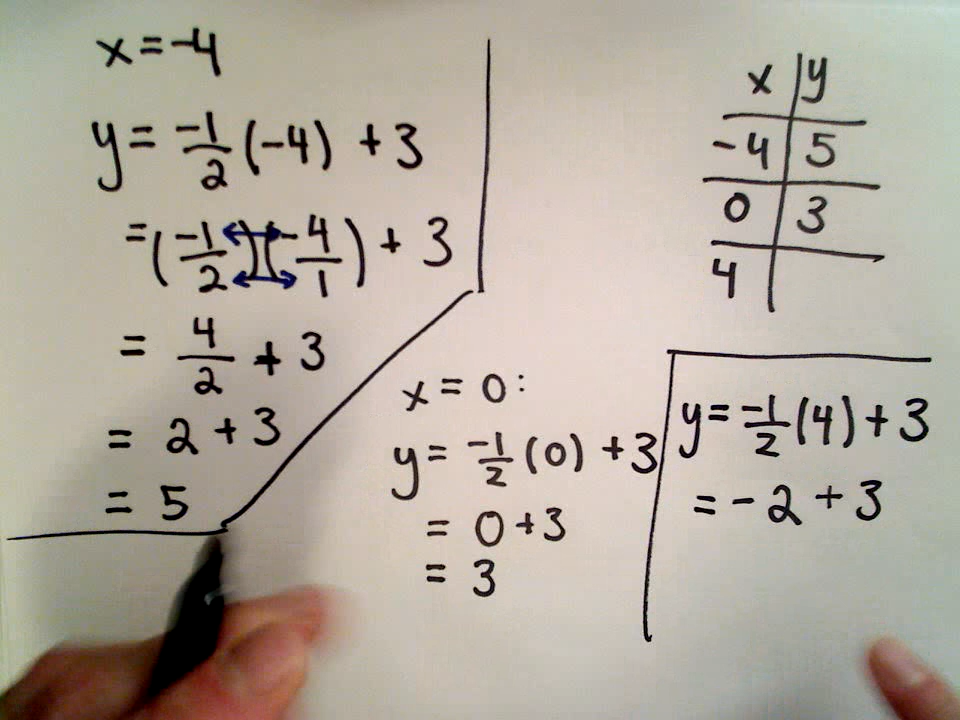 x = -4
y = -1/2 (-4) + 3
= (-1/2)(-4/1) + 3
= 4/2 + 3
= 2 + 3
= 5
x = 0:
y = -1/2 (0) + 3
= 0 + 3
= 3
x | y
-4 | 5
0 | 3
4 |
y = -1/2 (4) + 3
= -2 + 3